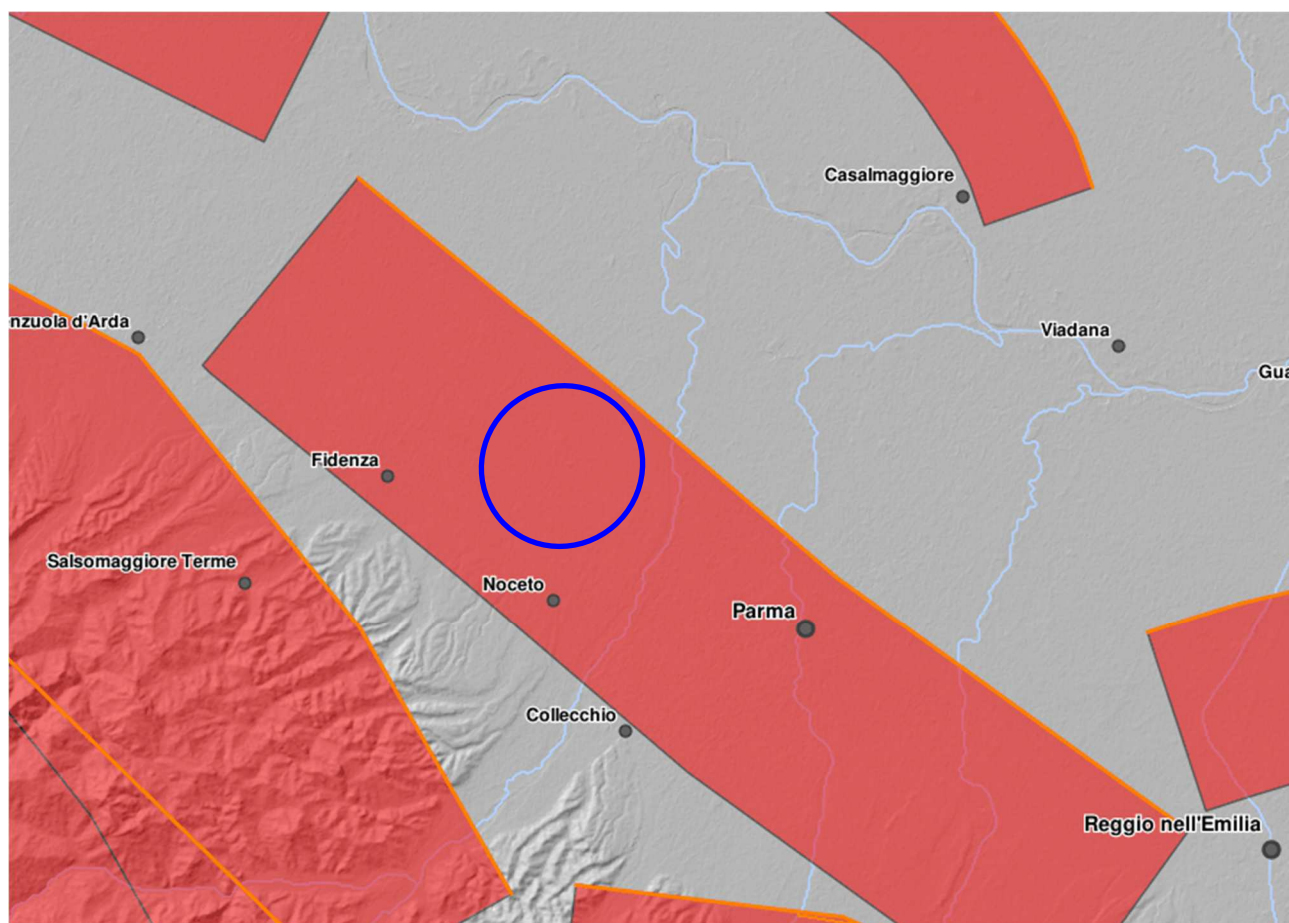 Casalmaggiore
nzuola d'Arda
Viadana
Gua
Fidenza
Salsomaggiore Terme
Noceto
Parma
Collecchio
Reggio nell'Emilia